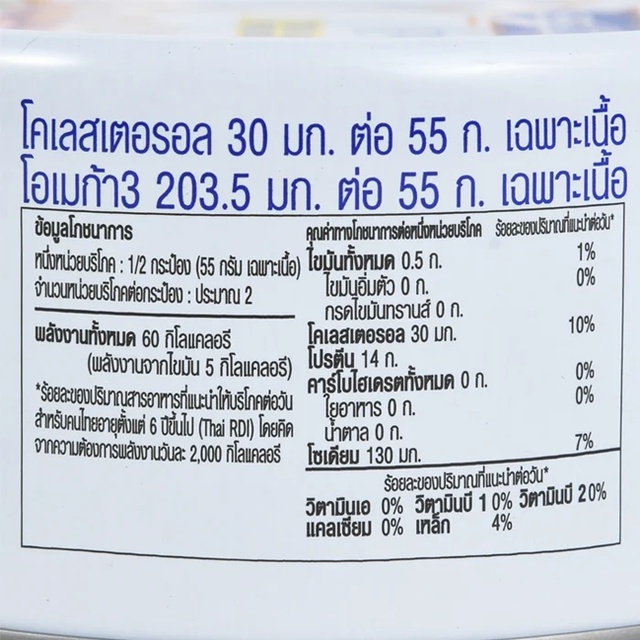 โคเลสเตอรอล 30 มก. ต่อ 55 ก. เฉพาะเนื้อ
โอเมก้า3 203.5 มก. ต่อ 55 ก. เฉพาะเนื้อ
ข้อมูลโภชนาการ
หนึ่งหน่วยบริโภค : 1/2 กระป๋อง (55 กรัม เฉพาะเนื้อ)
จำนวนหน่วยบริโภคต่อกระป๋อง : ประมาณ 2
พลังงานทั้งหมด 60 กิโลแคลอรี
(พลังงานจากไขมัน 5 กิโลแคลอรี)
*ร้อยละของปริมาณสารอาหารที่แนะนำให้บริโภคต่อวัน
สำหรับคนไทยอายุตั้งแต่ 6 ปีขึ้นไป (Thai RDI) โดยคิด
จากความต้องการพลังงานวันละ 2,000 กิโลแคลอรี
คุณค่าทางโภชนาการต่อหนึ่งหน่วยบริโภค ร้อยละของปริมาณที่แนะนำต่อวัน*
ไขมันทั้งหมด 0.5 ก. 1%
ไขมันอิ่มตัว 0 ก. 0%
กรดไขมันทรานส์ 0 ก.
โคเลสเตอรอล 30 มก. 10%
โปรตีน 14 ก.
คาร์โบไฮเดรตทั้งหมด 0 ก. 0%
ใยอาหาร 0 ก. 0%
น้ำตาล 0 ก.
โซเดียม 130 มก. 7%
ร้อยละของปริมาณที่แนะนำต่อวัน*
วิตามินเอ 0% วิตามินบี 1 0% วิตามินบี 2 0%
แคลเซียม 0% เหล็ก 4%